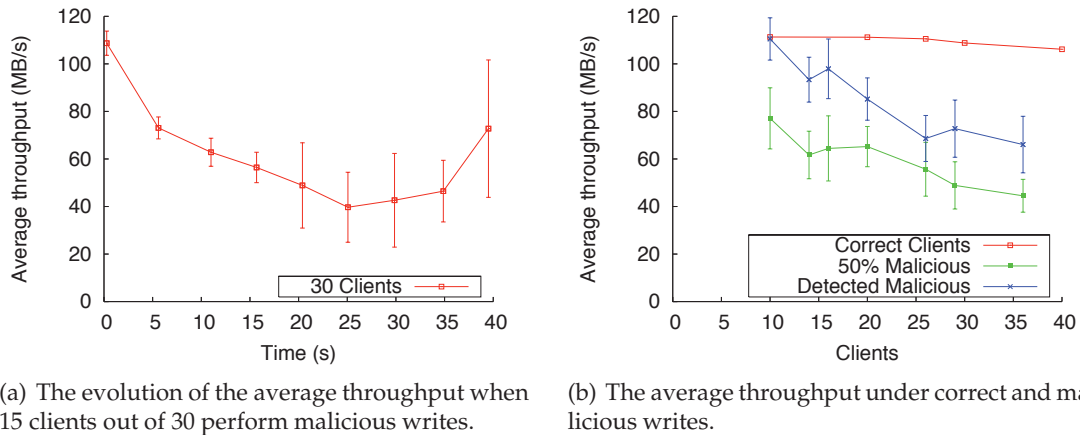 120
100
80
60
40
20
0
Average throughput (MB/s)
30 Clients
0 5 10 15 20 25 30 35 40
Time (s)
(a) The evolution of the average throughput when
15 clients out of 30 perform malicious writes.
120
100
80
60
40
20
0
Average throughput (MB/s)
Correct Clients
50% Malicious
Detected Malicious
0 5 10 15 20 25 30 35 40
Clients
(b) The average throughput under correct and ma-
licious writes.